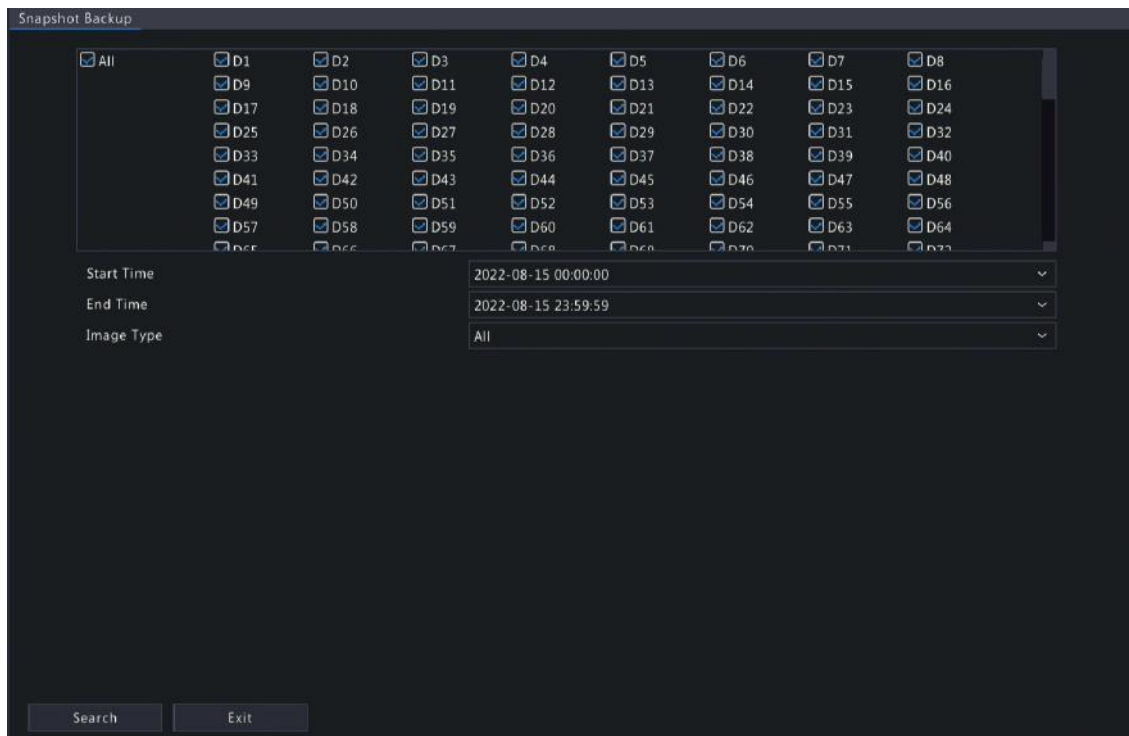 Snapshot Backup
All D1 D2 D3 D4 D5 D6 D7 D8
D9 D10 D11 D12 D13 D14 D15 D16
D17 D18 D19 D20 D21 D22 D23 D24
D25 D26 D27 D28 D29 D30 D31 D32
D33 D34 D35 D36 D37 D38 D39 D40
D41 D42 D43 D44 D45 D46 D47 D48
D49 D50 D51 D52 D53 D54 D55 D56
D57 D58 D59 D60 D61 D62 D63 D64
Start Time 2022-08-15 00:00:00
End Time 2022-08-15 23:59:59
Image Type All
Search Exit